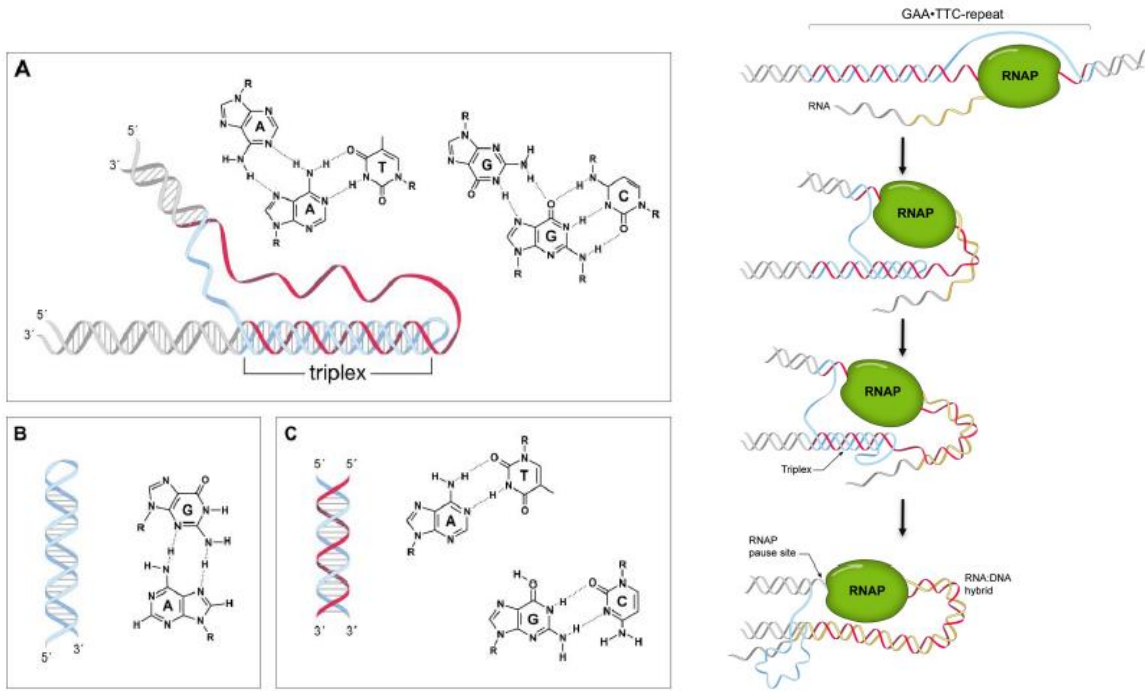 A
5´
3´
R
A
H
H
H
H
O
T
N
N
N
N
H
A
R
O
R
R
G
O
N
H
N
H
H
R
N
C
O
N
H
N
H
G
R
N
O
R
R
5´
3´
triplex
B
5´
3´
O
G
N
H
R
N
N
H
H
H
N
N
A
H
H
N
R
C
5´ 5´
3´ 3´
R
O
N
T
H
N
H
H
N
O
A
N
R
H
O
G
N
H
O
N
R
C
N
H
N
H
N
H
H
R
GAA•TTC-repeat
RNAP
RNA
RNAP
RNAP
Triplex
RNAP
pause site
RNAP
RNA:DNA
hybrid